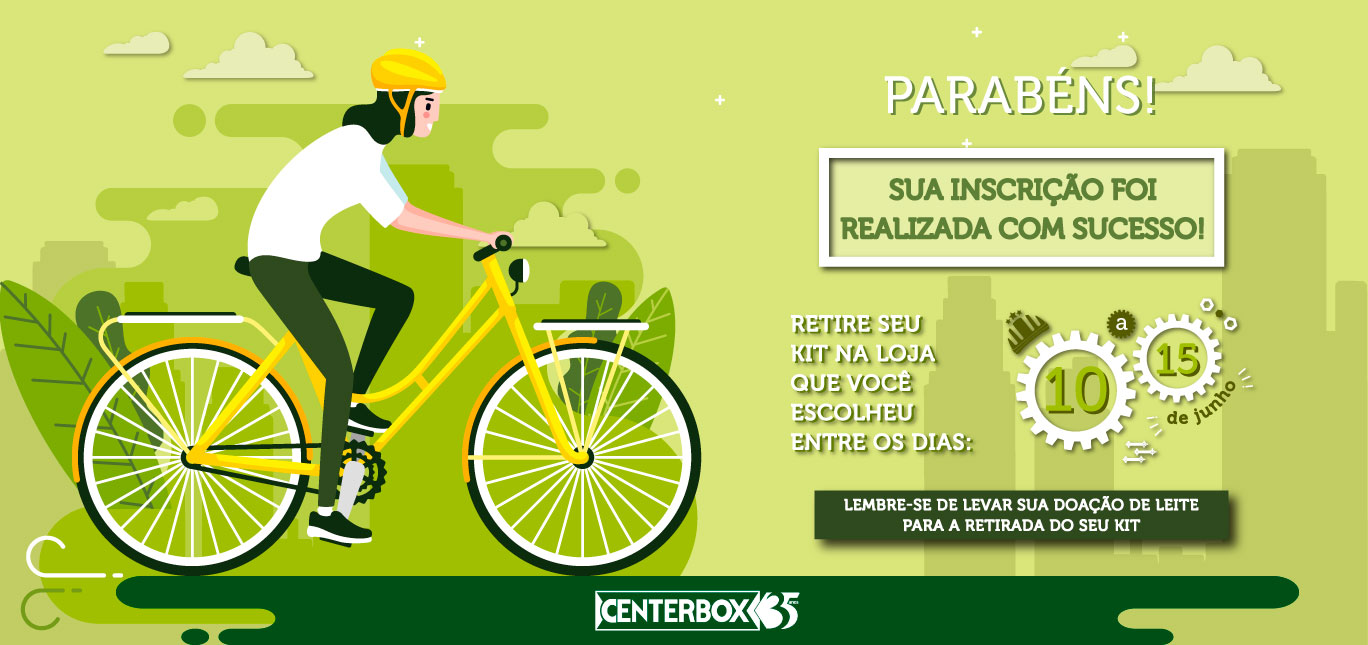 PARABÉNS!
SUA INSCRIÇÃO FOI
REALIZADA COM SUCESSO!
RETIRE SEU
KIT NA LOJA
QUE VOCÊ
ESCOLHEU
ENTRE OS DIAS:
10 a 15
de junho
LEMBRE-SE DE LEVAR SUA DOAÇÃO DE LEITE
PARA A RETIRADA DO SEU KIT
CENTERBOX 35 anos